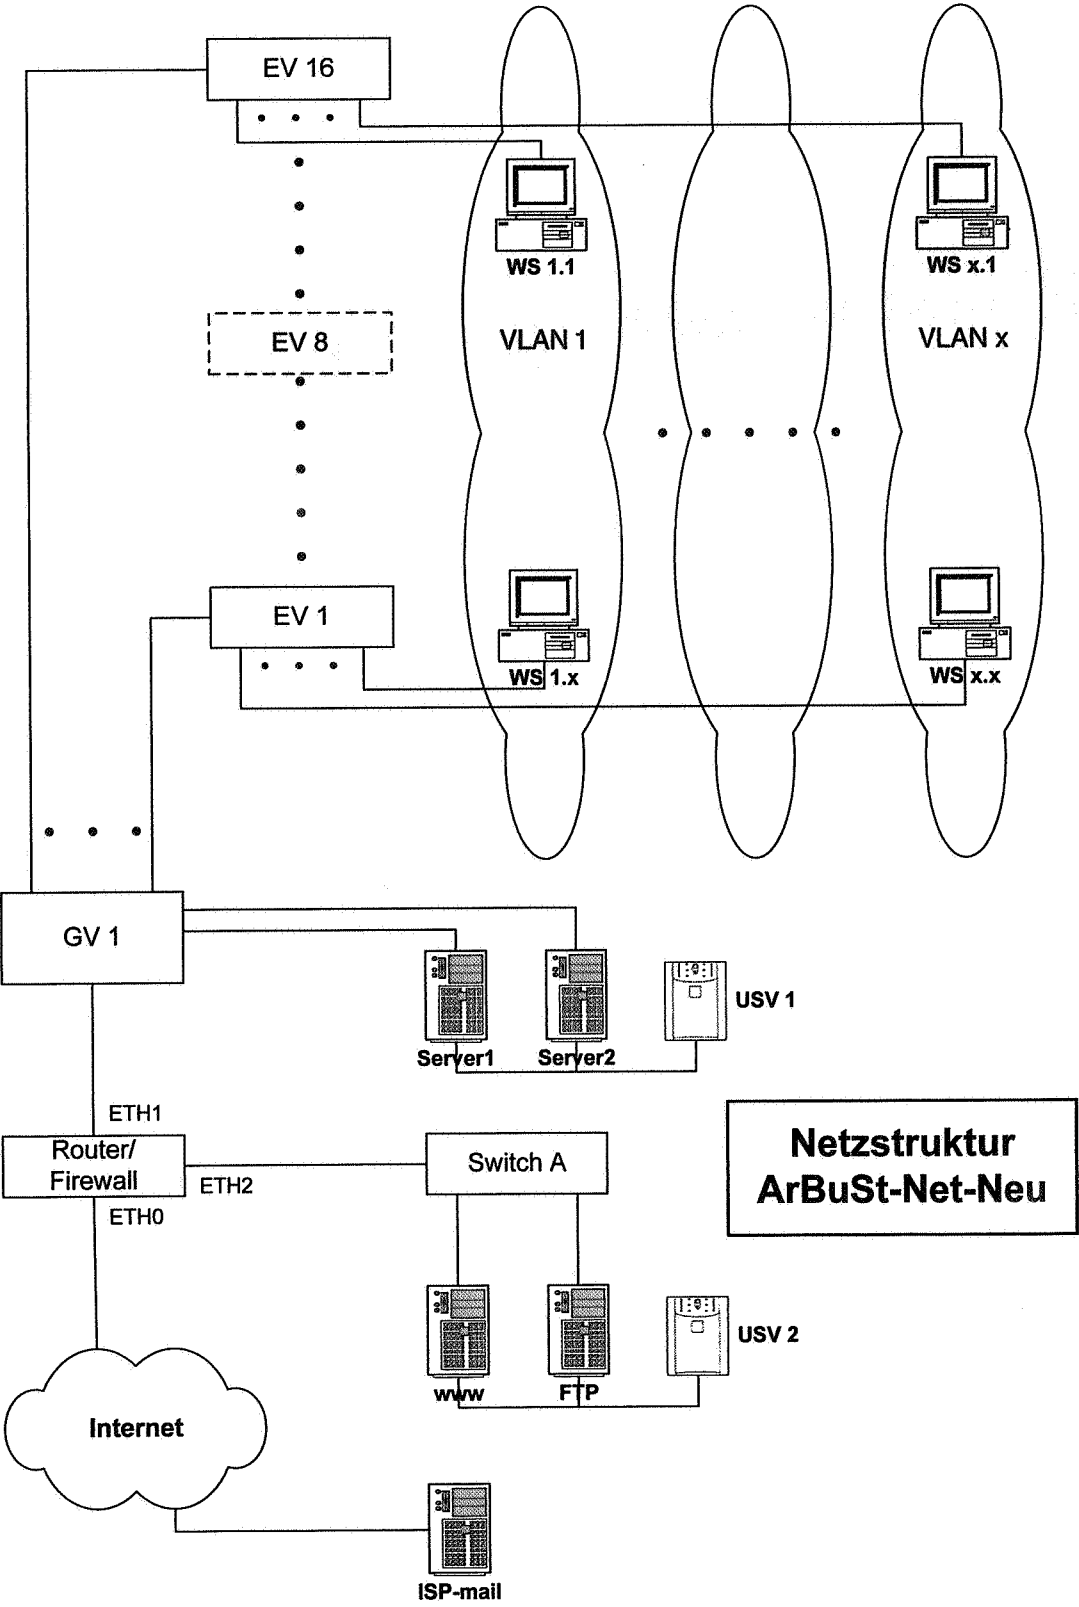 EV 16
WS 1.1
WS x.1
EV 8
VLAN 1
VLAN x
EV 1
WS 1.x
WS x.x
GV 1
USV 1
Server1
Server2
ETH1
Router/
Firewall
ETH2
ETH0
Switch A
Netzstruktur
ArBuSt-Net-Neu
USV 2
www
FTP
Internet
ISP-mail